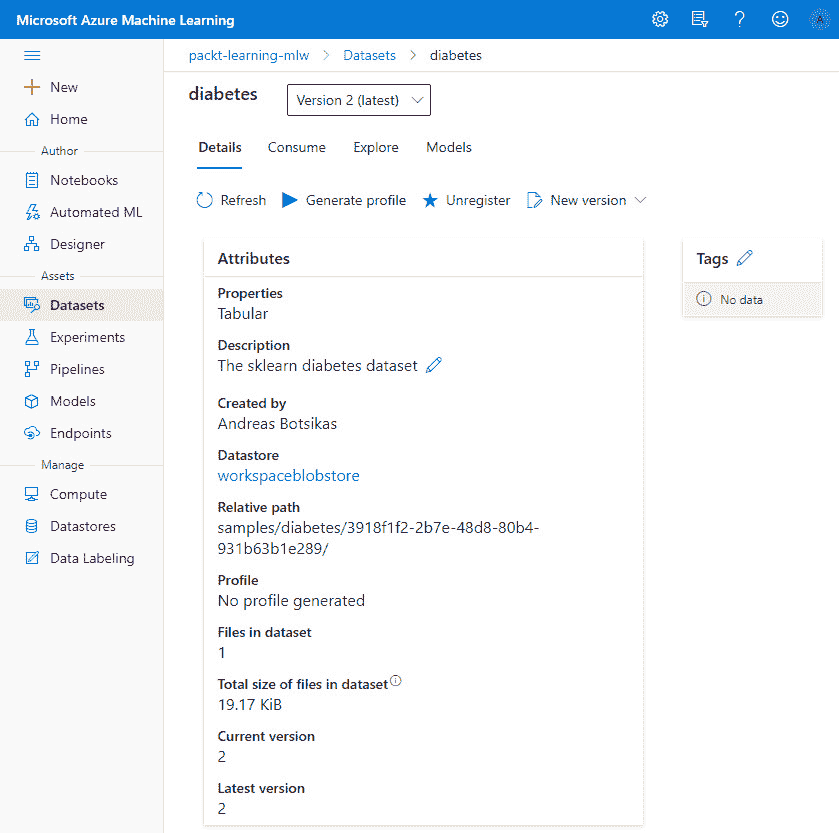 Microsoft Azure Machine Learning
New
Home
Author
Notebooks
Automated ML
Designer
Assets
Datasets
Experiments
Pipelines
Models
Endpoints
Manage
Compute
Datastores
Data Labeling
packt-learning-mlw > Datasets > diabetes
diabetes
Version 2 (latest)
Details Consume Explore Models
Refresh Generate profile Unregister New version
Attributes
Properties
Tabular
Description
The sklearn diabetes dataset
Created by
Andreas Botsikas
Datastore
workspaceblobstore
Relative path
samples/diabetes/3918f1f2-2b7e-48d8-80b4-
931b63b1e289/
Profile
No profile generated
Files in dataset
1
Total size of files in dataset
19.17 KiB
Current version
2
Latest version
2
Tags
No data